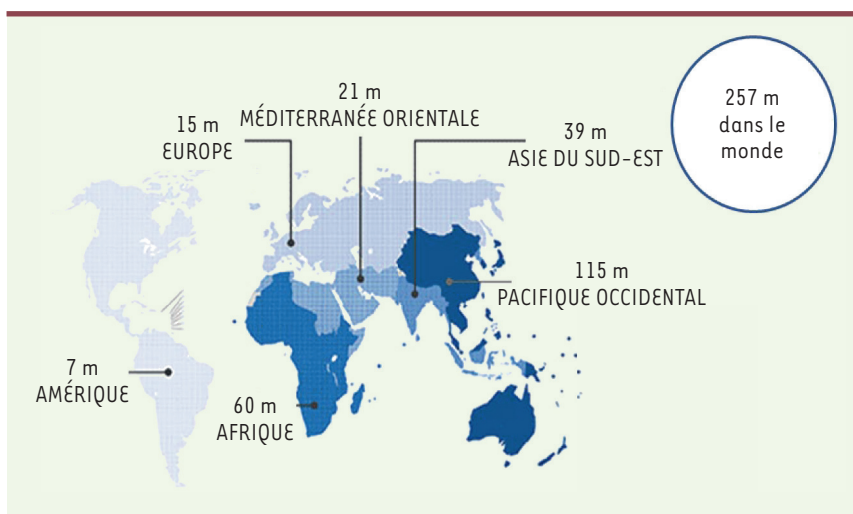 21 m
MÉDITERRANÉE ORIENTALE
15 m
EUROPE
39 m
ASIE DU SUD-EST
257 m
dans le
monde
115 m
PACIFIQUE OCCIDENTAL
7 m
AMÉRIQUE
60 m
AFRIQUE